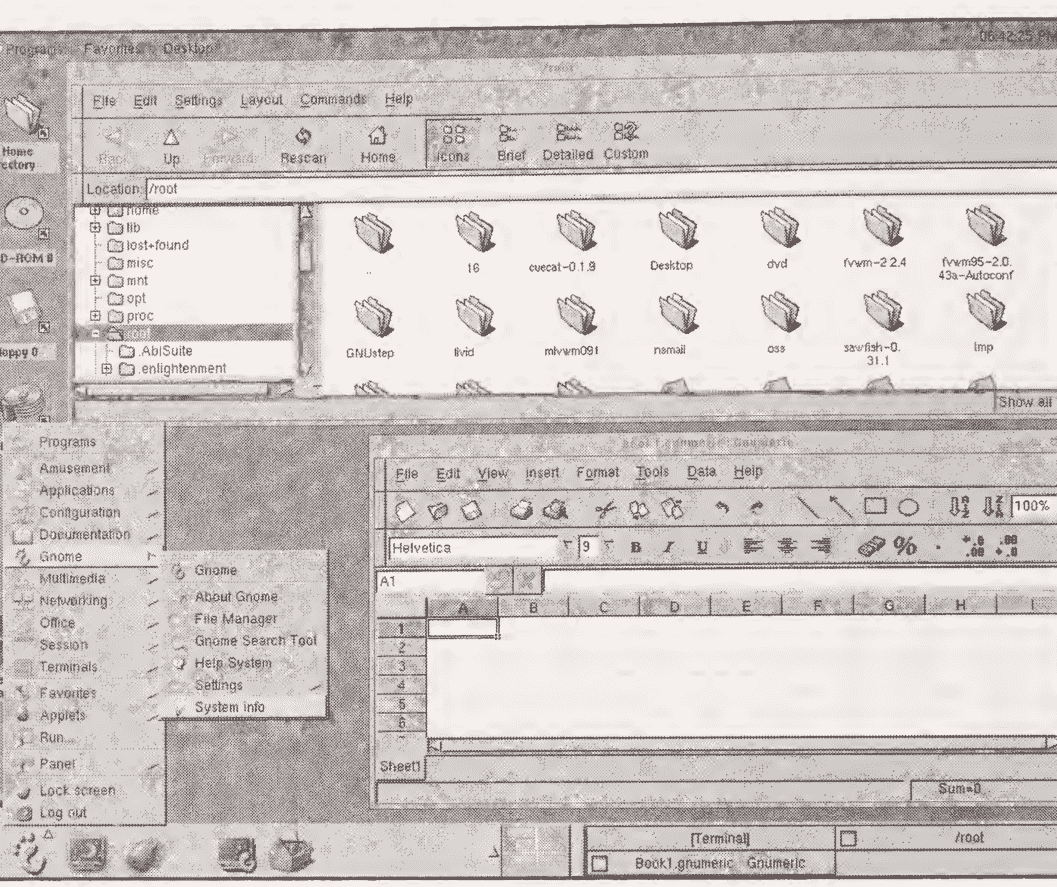 Programs Favorites Desktop 06:42:25 PM
/root
File Edit Settings Layout Commands Help
Back Up Forward Rescan Home Icons Brief Detailed Custom
Location: /root
Home
ectory
D-ROM 0
loppy 0
home
lib
lost+found
misc
mnt
opt
proc
root
.AbiSuite
.enlightenment
.. 16 cuecat-0.1.9 Desktop dvd fvwm-2.2.4 fvwm95-2.0.
43a-Autoconf
GNUstep livid mlvwm091 nsmail oss sawfish-0. tmp
31.1
Show all
Programs
Amusement
Applications
Configuration
Documentation
Gnome
Multimedia
Networking
Office
Session
Terminals
Favorites
Applets
Run...
Panel
Lock screen
Log out
Gnome
About Gnome
File Manager
Gnome Search Tool
Help System
Settings
System info
Book1.gnumeric: Gnumeric
File Edit View Insert Format Tools Data Help
100%
Helvetica 9 B I U %
A1
A B C D E F G H I
1
2
3
4
5
6
Sheet1
Sum=0
[Terminal] /root
Book1.gnumeric Gnumeric